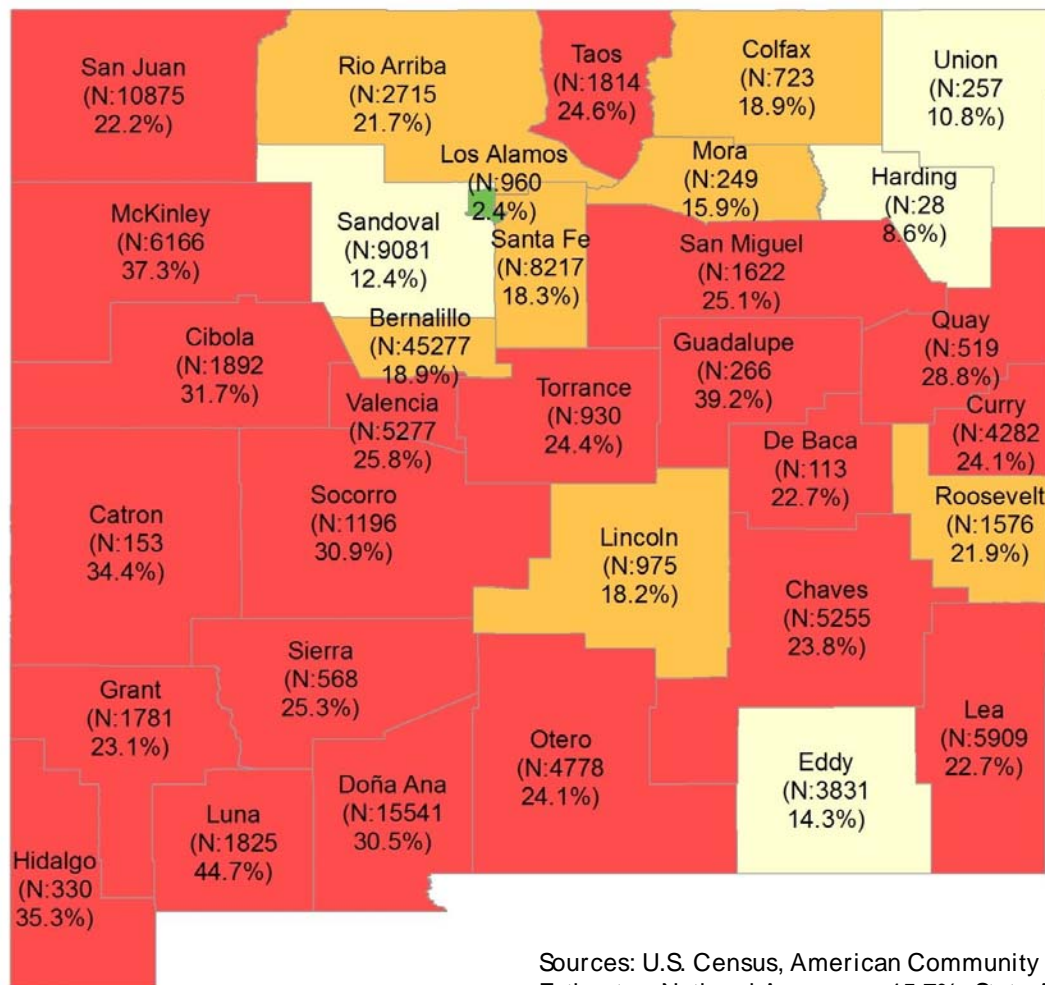 San Juan
(N:10875
22.2%)
Rio Arriba
(N:2715
21.7%)
Taos
(N:1814
24.6%)
Colfax
(N:723
18.9%)
Union
(N:257
10.8%)
Los Alamos
(N:960
2.4%)
Mora
(N:249
15.9%)
Harding
(N:28
8.6%)
McKinley
(N:6166
37.3%)
Sandoval
(N:9081
12.4%)
Santa Fe
(N:8217
18.3%)
San Miguel
(N:1622
25.1%)
Cibola
(N:1892
31.7%)
Bernalillo
(N:45277
18.9%)
Guadalupe
(N:266
39.2%)
Quay
(N:519
28.8%)
Valencia
(N:5277
25.8%)
Torrance
(N:930
24.4%)
Curry
(N:4282
24.1%)
De Baca
(N:113
22.7%)
Catron
(N:153
34.4%)
Socorro
(N:1196
30.9%)
Lincoln
(N:975
18.2%)
Roosevelt
(N:1576
21.9%)
Chaves
(N:5255
23.8%)
Sierra
(N:568
25.3%)
Grant
(N:1781
23.1%)
Otero
(N:4778
24.1%)
Lea
(N:5909
22.7%)
Eddy
(N:3831
14.3%)
Doña Ana
(N:15541
30.5%)
Luna
(N:1825
44.7%)
Hidalgo
(N:330
35.3%)
Sources: U.S. Census, American Community